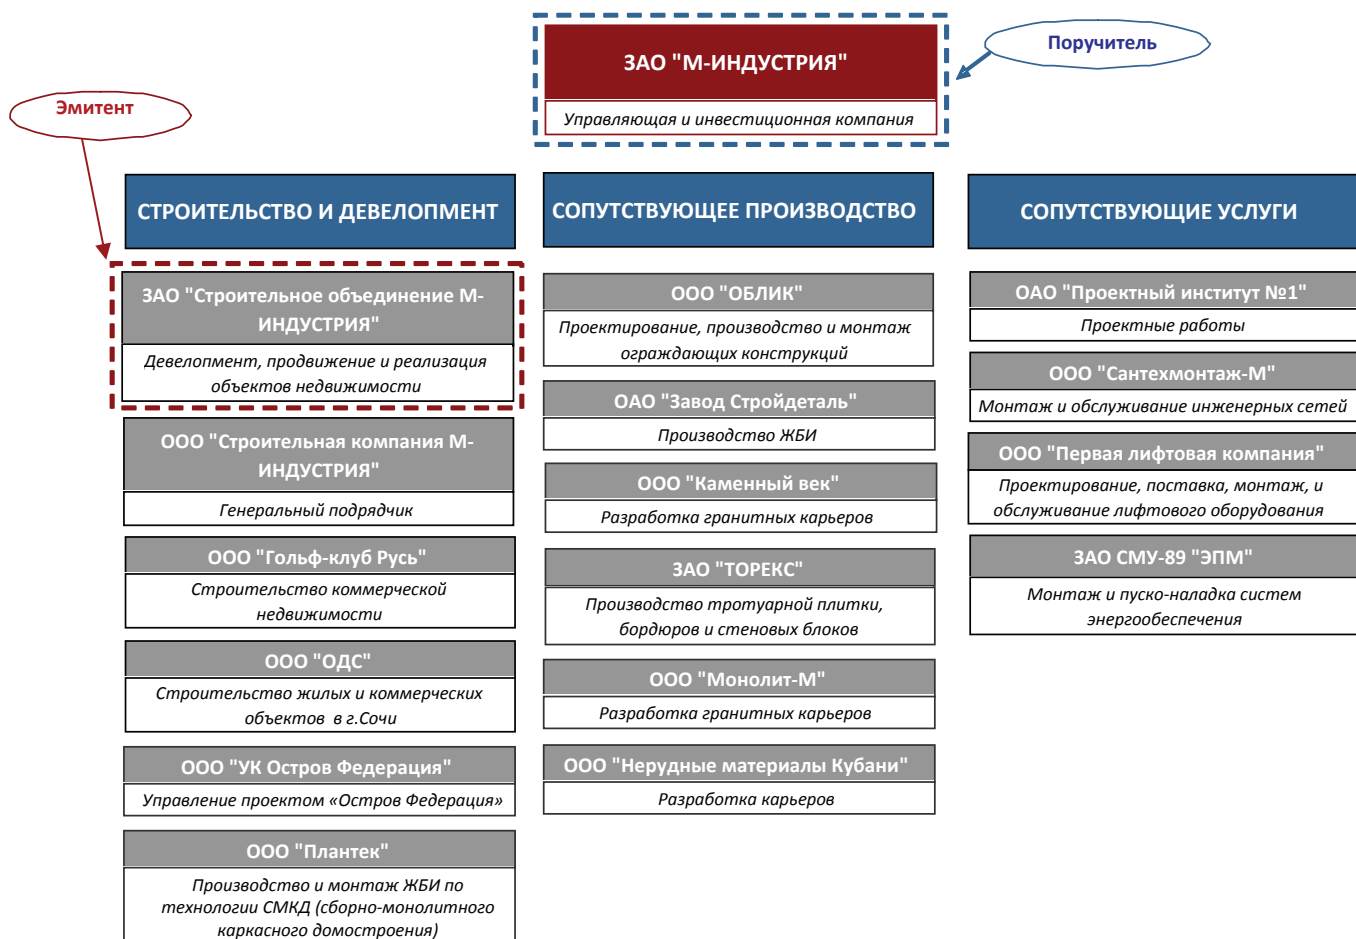 ЗАО "М-ИНДУСТРИЯ"
Управляющая и инвестиционная компания
Поручитель
Эмитент
СТРОИТЕЛЬСТВО И ДЕВЕЛОПМЕНТ
ЗАО "Строительное объединение М-
ИНДУСТРИЯ"
Девелопмент, продвижение и реализация
объектов недвижимости
ООО "Строительная компания М-
ИНДУСТРИЯ"
Генеральный подрядчик
ООО "Гольф-клуб Русь"
Строительство коммерческой
недвижимости
ООО "ОДС"
Строительство жилых и коммерческих
объектов в г.Сочи
ООО "УК Остров Федерация"
Управление проектом «Остров Федерация»
ООО "Плантек"
Производство и монтаж ЖБИ по
технологии СМКД (сборно-монолитного
каркасного домостроения)
СОПУТСТВУЮЩЕЕ ПРОИЗВОДСТВО
ООО "ОБЛИК"
Проектирование, производство и монтаж
ограждающих конструкций
ОАО "Завод Стройдеталь"
Производство ЖБИ
ООО "Каменный век"
Разработка гранитных карьеров
ЗАО "ТОРЕКС"
Производство тротуарной плитки,
бордюров и стеновых блоков
ООО "Монолит-М"
Разработка гранитных карьеров
ООО "Нерудные материалы Кубани"
Разработка карьеров
СОПУТСТВУЮЩИЕ УСЛУГИ
ОАО "Проектный институт №1"
Проектные работы
ООО "Сантехмонтаж-М"
Монтаж и обслуживание инженерных сетей
ООО "Первая лифтовая компания"
Проектирование, поставка, монтаж, и
обслуживание лифтового оборудования
ЗАО СМУ-89 "ЭПМ"
Монтаж и пуско-наладка систем
энергообеспечения